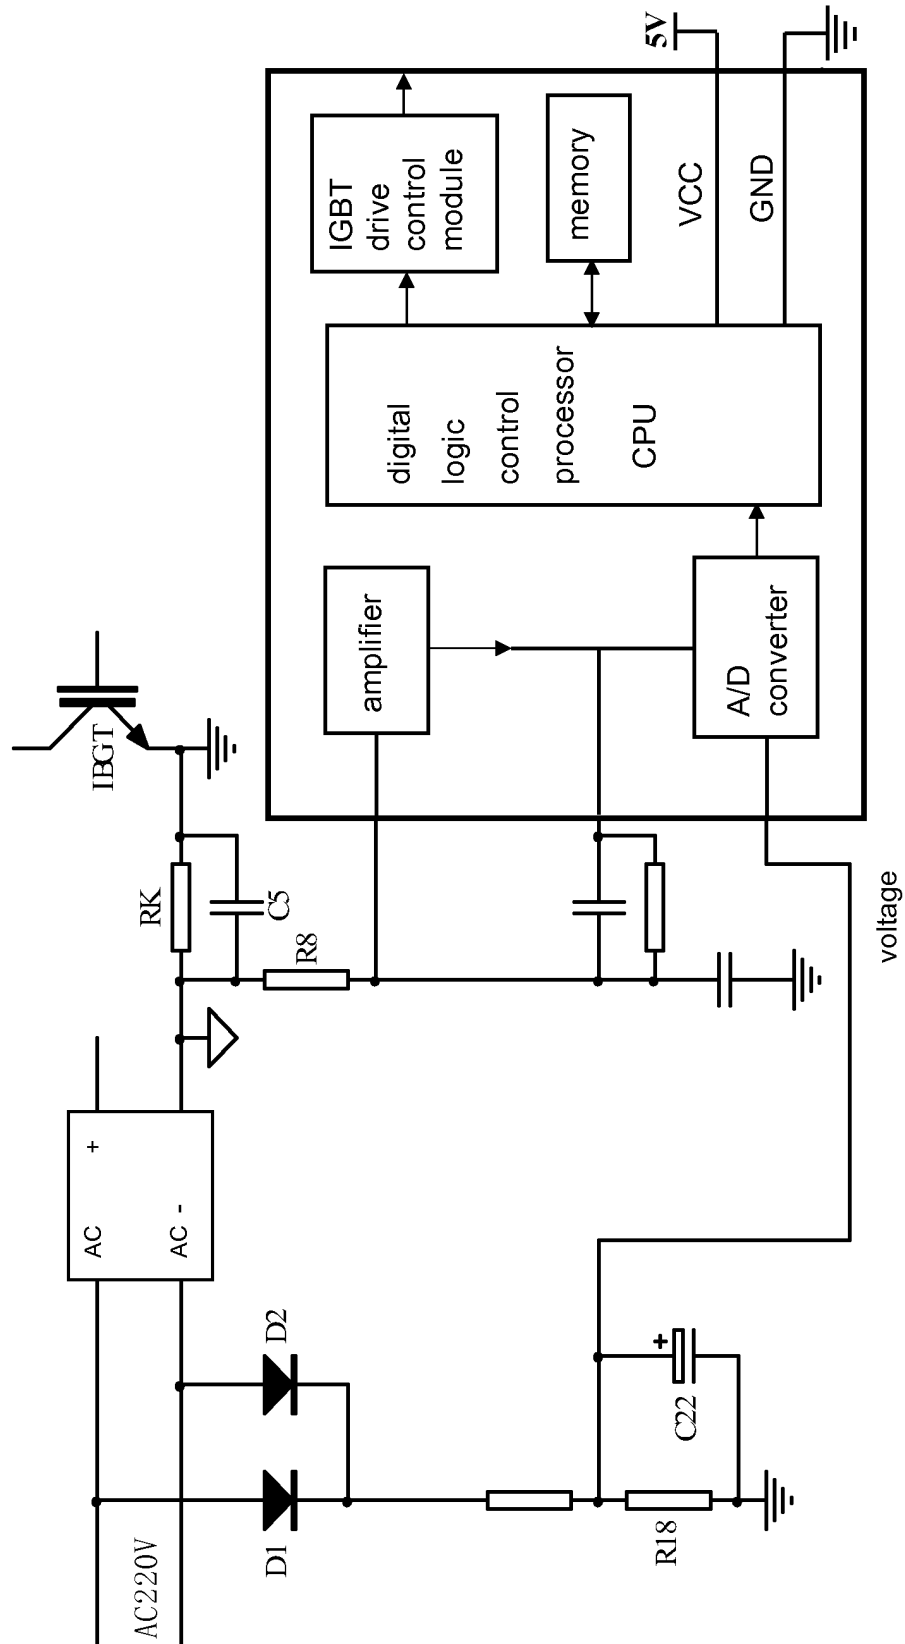 AC220V
D1
D2
AC
+
AC -
RK
C5
R8
IBGT
R18
C22
voltage
amplifier
A/D
converter
digital
logic
control
processor
CPU
IGBT
drive
control
module
memory
VCC
GND
5V